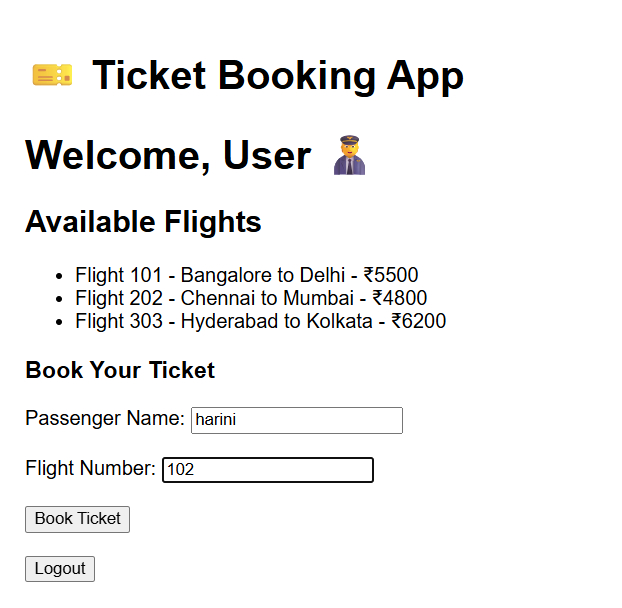 🎫 Ticket Booking App
Welcome, User 🧑‍✈️
Available Flights
• Flight 101 - Bangalore to Delhi - ₹5500
• Flight 202 - Chennai to Mumbai - ₹4800
• Flight 303 - Hyderabad to Kolkata - ₹6200
Book Your Ticket
Passenger Name: harini
Flight Number: 102
Book Ticket
Logout